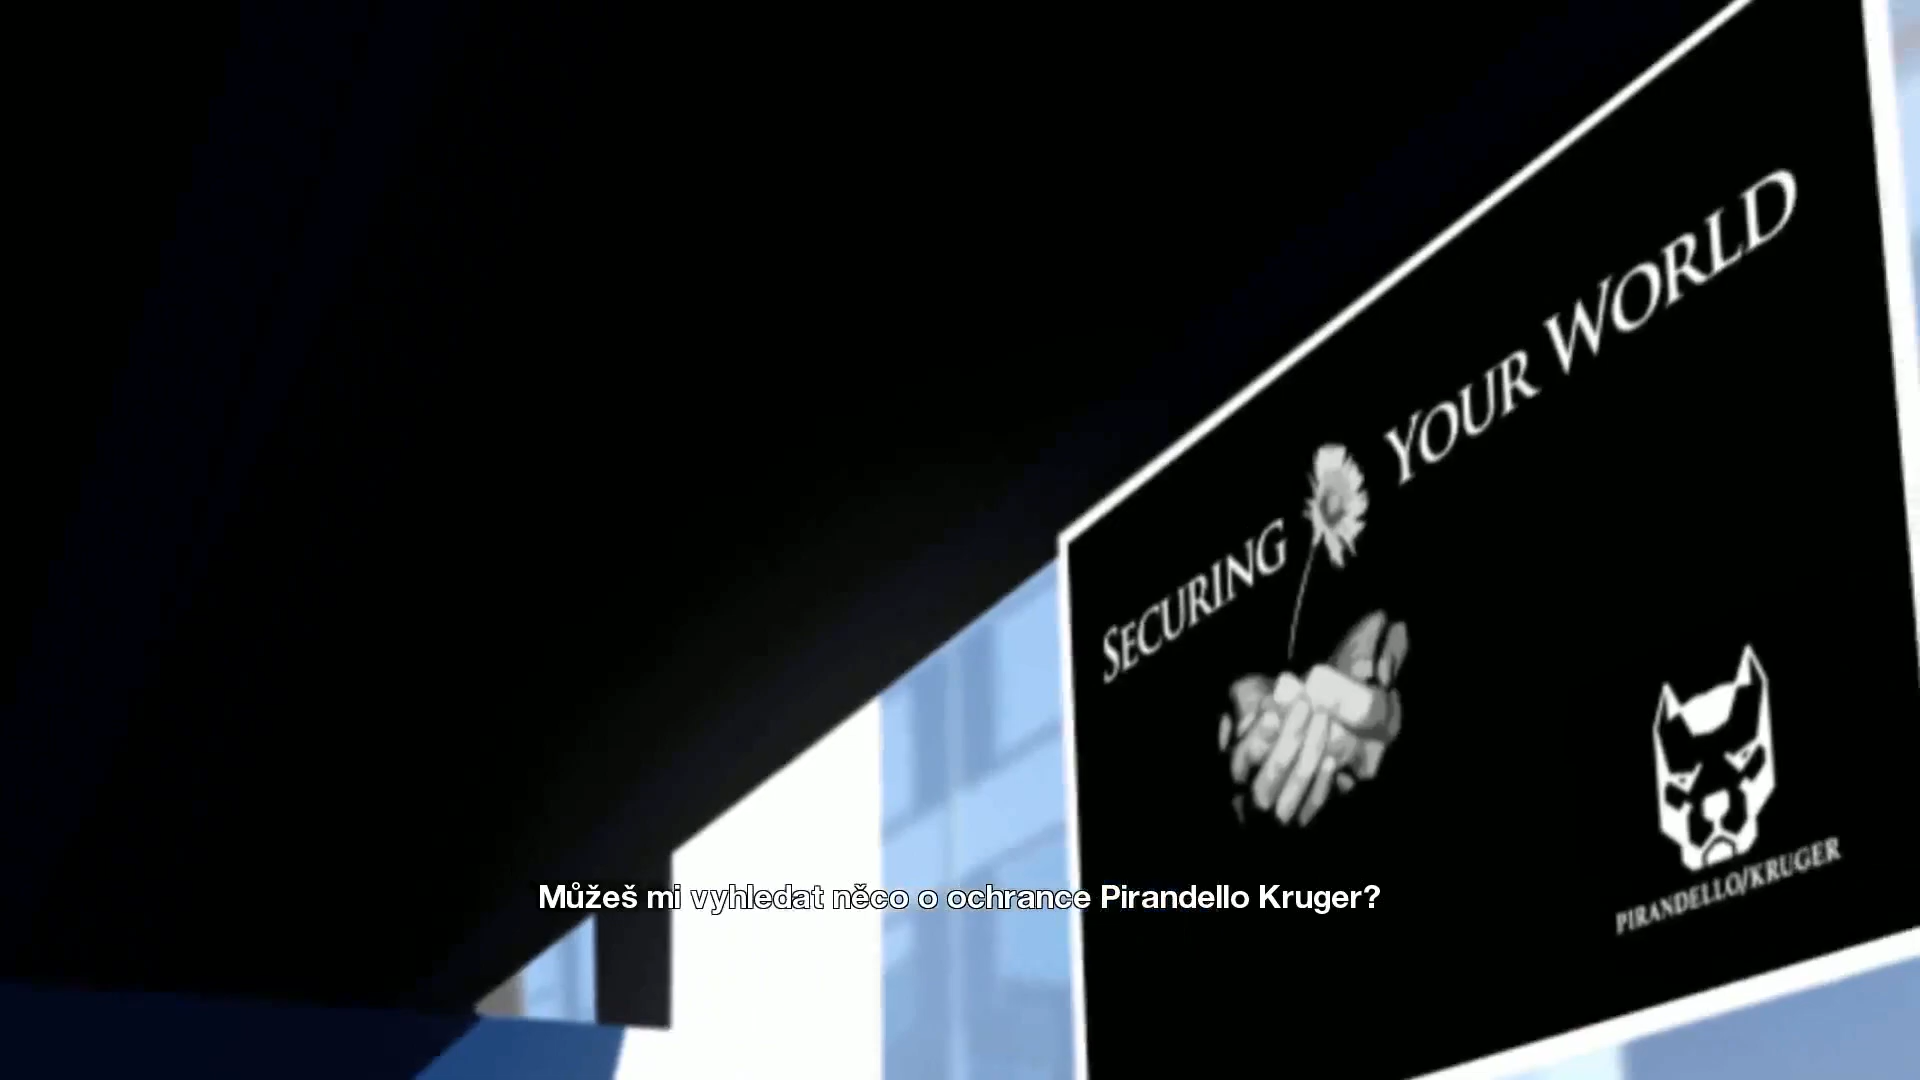 SECURING YOUR WORLD
PIRANDELLO/KRUGER
Můžeš mi vyhledat něco o ochrance Pirandello Kruger?